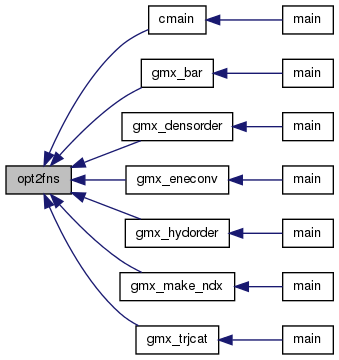 cmain main
gmx_bar main
gmx_densorder main
opt2fns gmx_eneconv main
gmx_hydorder main
gmx_make_ndx main
gmx_trjcat main